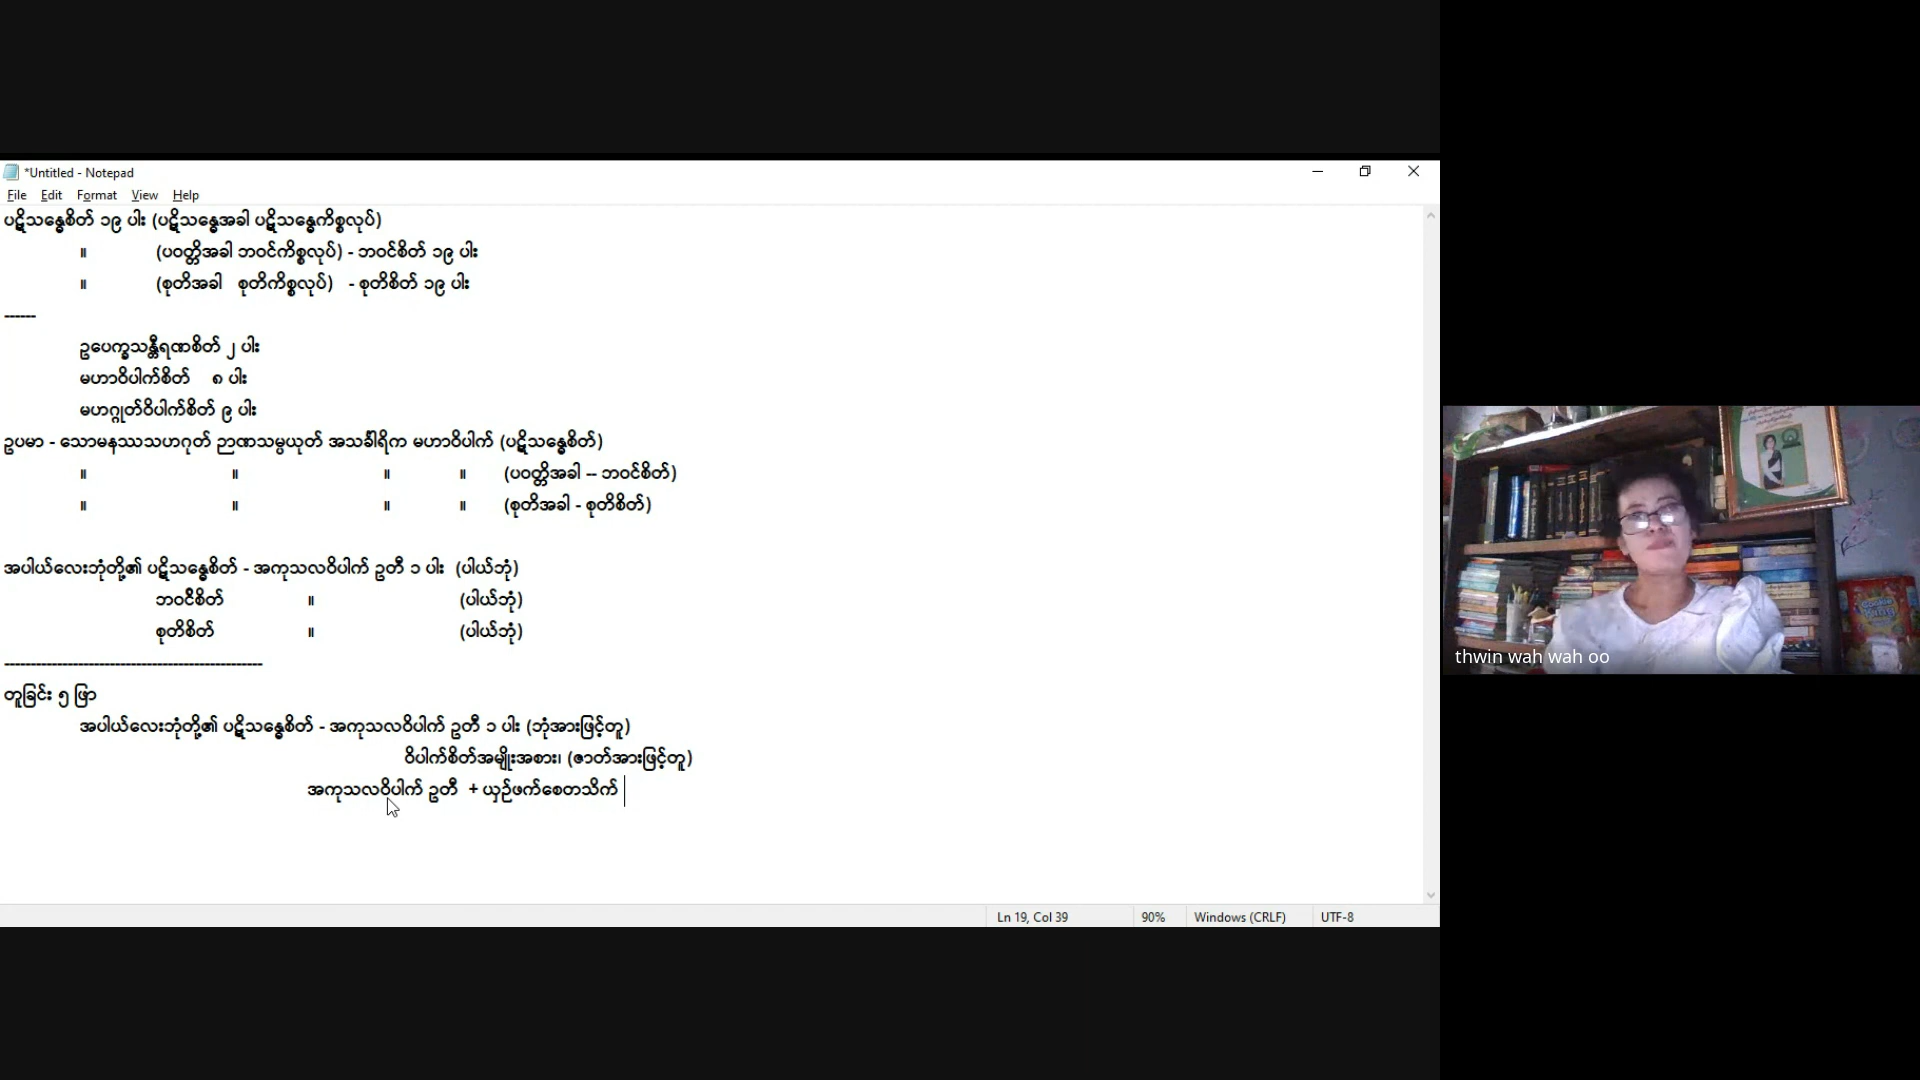 *Untitled - Notepad
File Edit Format View Help
ပဋိသန္ဓေစိတ် ၁၉ ပါး (ပဋိသန္ဓေအခါ ပဋိသန္ဓေကိစ္စလုပ်)
။ (ပဝတ္တိအခါ ဘဝင်ကိစ္စလုပ်) - ဘဝင်စိတ် ၁၉ ပါး
။ (စုတိအခါ စုတိကိစ္စလုပ်) - စုတိစိတ် ၁၉ ပါး
------
ဥပေက္ခသန္တီရဏစိတ် ၂ ပါး
မဟာဝိပါက်စိတ် ၈ ပါး
မဟဂ္ဂုတ်ဝိပါက်စိတ် ၉ ပါး
ဥပမာ - သောမနဿသဟဂုတ် ဉာဏသမ္ပယုတ် အသင်္ခါရိက မဟာဝိပါက် (ပဋိသန္ဓေစိတ်)
။ ။ ။ ။ (ပဝတ္တိအခါ -- ဘဝင်စိတ်)
။ ။ ။ ။ (စုတိအခါ - စုတိစိတ်)
အပါယ်လေးဘုံတို့၏ ပဋိသန္ဓေစိတ် - အကုသလဝိပါက် ဥတီ ၁ ပါး (ပါယ်ဘုံ)
ဘဝင်စိတ် ။ (ပါယ်ဘုံ)
စုတိစိတ် ။ (ပါယ်ဘုံ)
-------------------------------------------------
တူခြင်း ၅ ဖြာ
အပါယ်လေးဘုံတို့၏ ပဋိသန္ဓေစိတ် - အကုသလဝိပါက် ဥတီ ၁ ပါး (ဘုံအားဖြင့်တူ)
ဝိပါက်စိတ်အမျိုးအစား၊ (ဇာတ်အားဖြင့်တူ)
အကုသလဝိပါက် ဥတီ + ယှဉ်ဖက်စေတသိက်
Ln 19, Col 39 90% Windows (CRLF) UTF-8
thwin wah wah oo